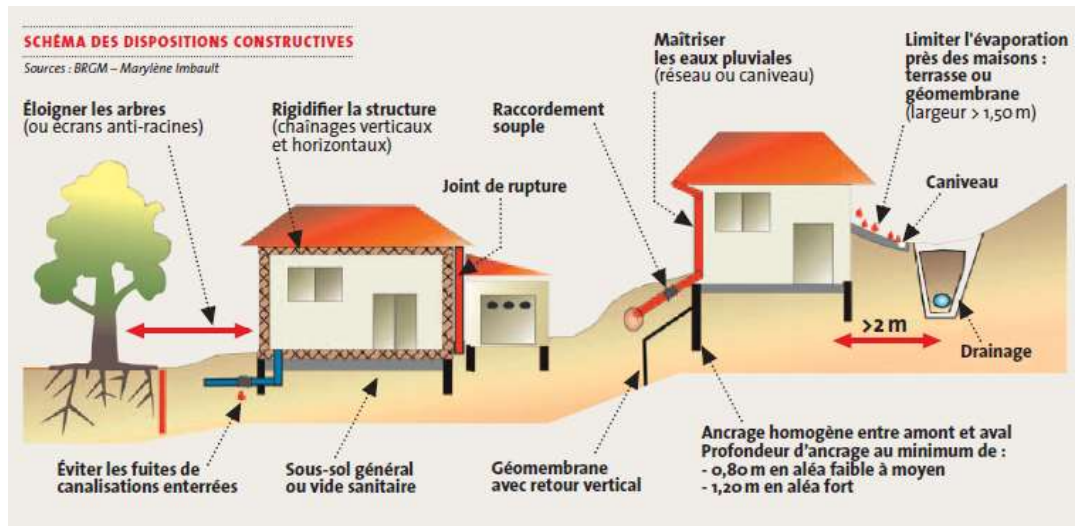 SCHÉMA DES DISPOSITIONS CONSTRUCTIVES
Sources : BRGM – Marylène Imbault
Éloigner les arbres
(ou écrans anti-racines)
Rigidifier la structure
(chaînages verticaux
et horizontaux)
Joint de rupture
Raccordement
souple
Maîtriser
les eaux pluviales
(réseau ou caniveau)
Limiter l'évaporation
près des maisons :
terrasse ou
géomembrane
(largeur > 1,50 m)
Caniveau
>2 m
Drainage
Éviter les fuites de
canalisations enterrées
Sous-sol général
ou vide sanitaire
Géomembrane
avec retour vertical
Ancrage homogène entre amont et aval
Profondeur d'ancrage au minimum de :
- 0,80 m en aléa faible à moyen
- 1,20 m en aléa fort